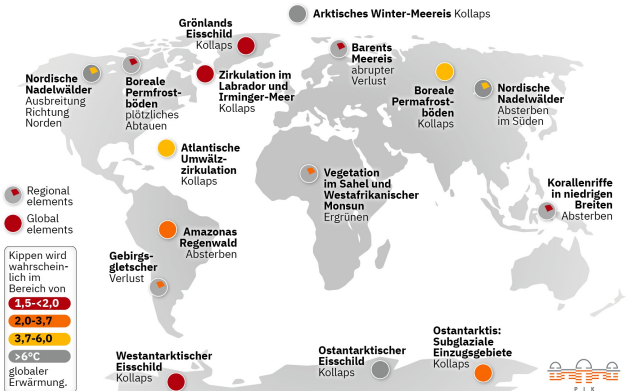 Arktisches Winter-Meereis Kollaps
Grönlands
Eisschild
Kollaps
Barents
Meereis
abrupter
Verlust
Nordische
Nadelwälder
Ausbreitung
Richtung
Norden
Boreale
Permfrost-
böden
plötzliches
Abtauen
Zirkulation im
Labrador und
Irminger-Meer
Kollaps
Boreale
Permafrost-
böden
Kollaps
Nordische
Nadelwälder
Absterben
im Süden
Atlantische
Umwälz-
zirkulation
Kollaps
Vegetation
im Sahel und
Westafrikanischer
Monsun
Ergrünen
Korallenriffe
in niedrigen
Breiten
Absterben
Regional
elements
Global
elements
Amazonas
Regenwald
Absterben
Gebirgs-
gletscher
Verlust
Kippen wird
wahrschein-
lich im
Bereich von
1,5-<2,0
2,0-3,7
3,7-6,0
>6°C
globaler
Erwärmung.
Westantarktischer
Eisschild
Kollaps
Ostantarktischer
Eisschild
Kollaps
Ostantarktis:
Subglaziale
Einzugsgebiete
Kollaps
P I K